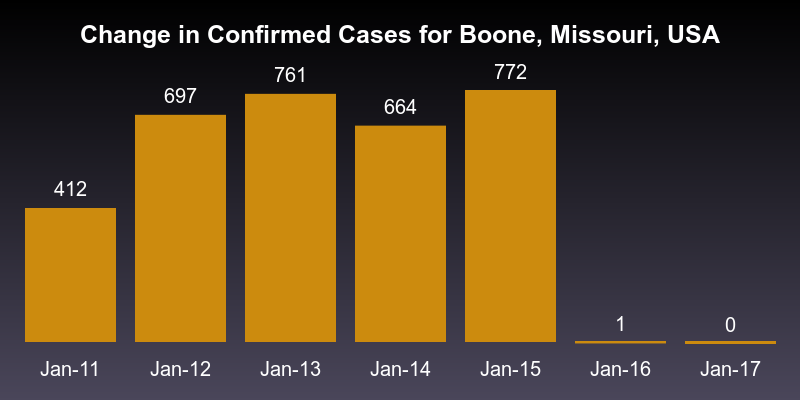 Change in Confirmed Cases for Boone, Missouri, USA
412
697
761
664
772
1
0
Jan-11
Jan-12
Jan-13
Jan-14
Jan-15
Jan-16
Jan-17